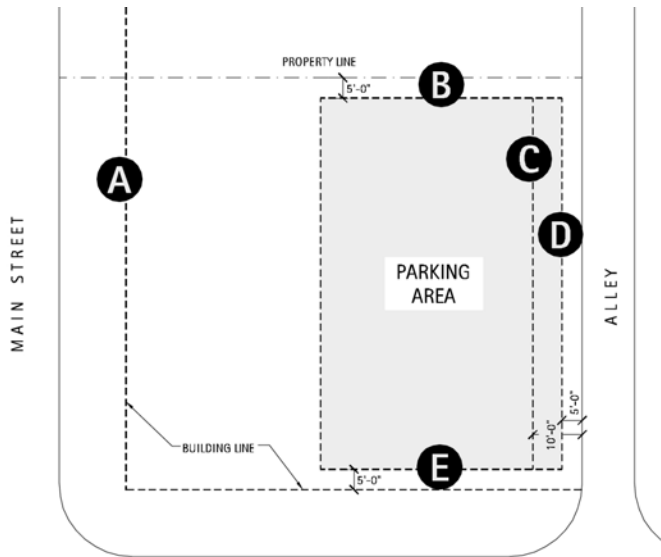 PROPERTY LINE
5'-0"
B
C
A
D
MAIN STREET
PARKING
AREA
ALLEY
5'-0"
10'-0"
BUILDING LINE
E
5'-0"